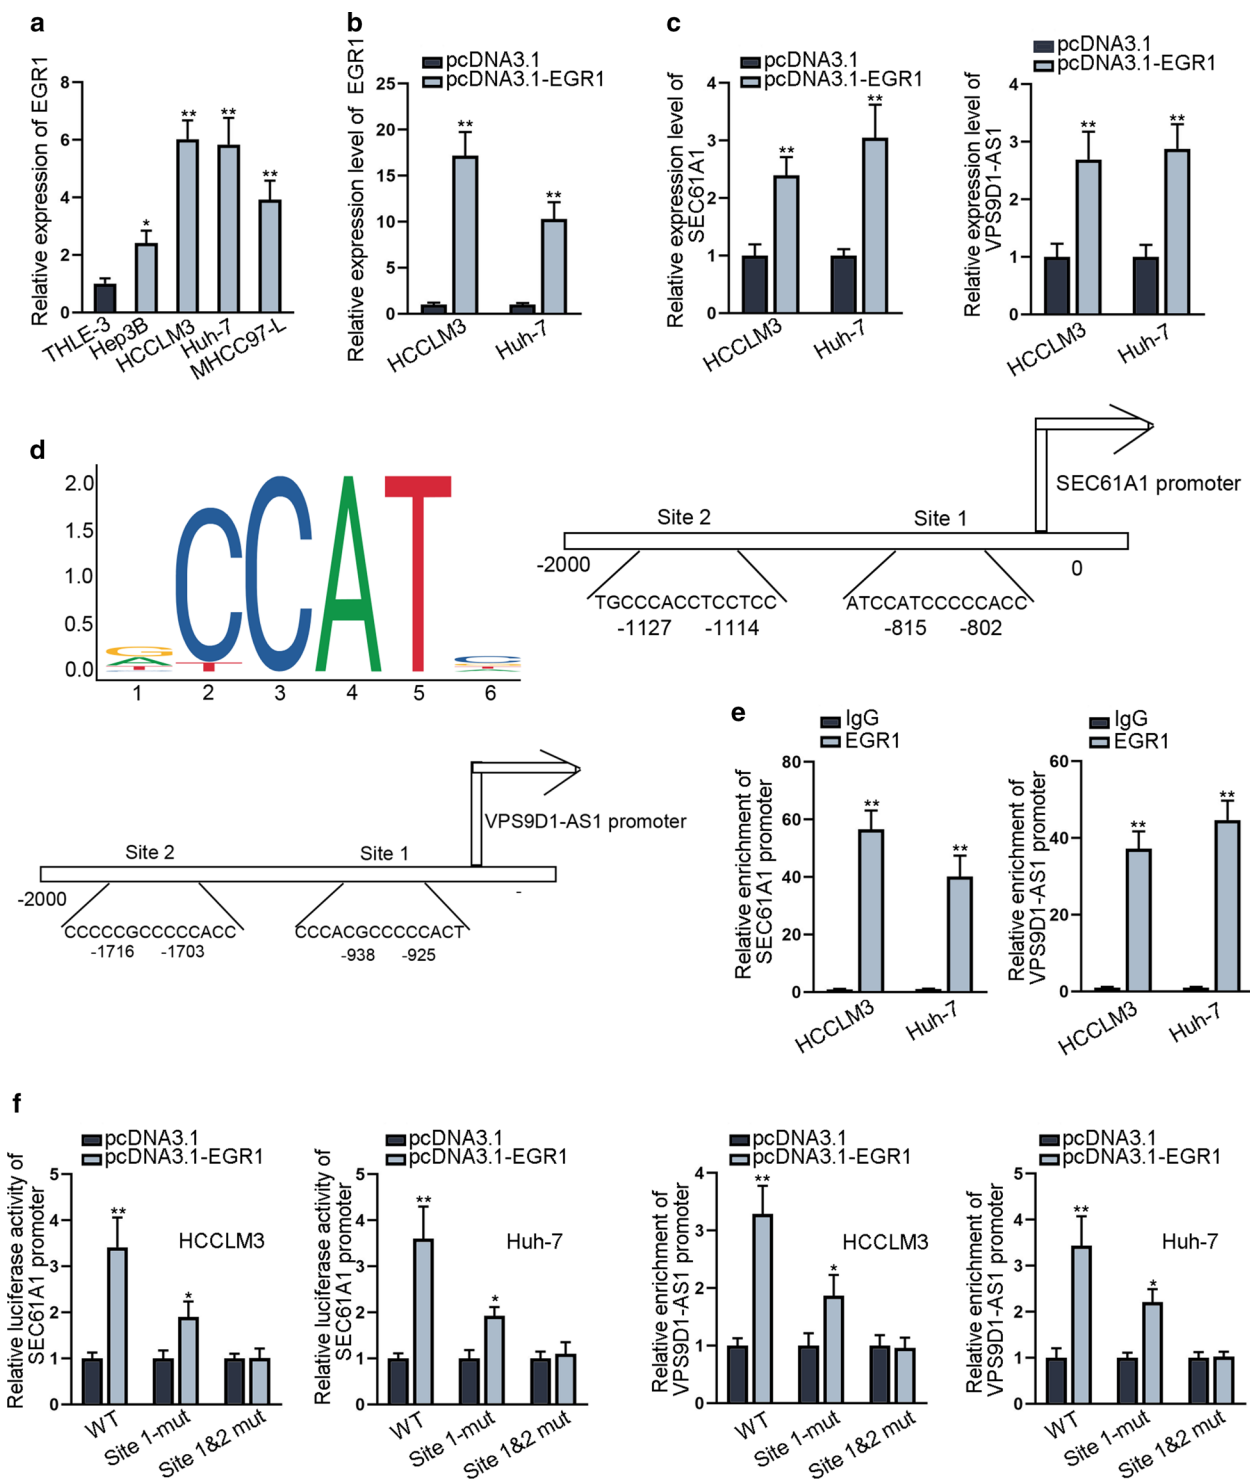 a
Relative expression of EGR1
8
6
4
2
0
*
**
**
**
THLE-3
Hep3B
HCCLM3
Huh-7
MHCC97-L
b
Relative expression level of EGR1
pcDNA3.1
pcDNA3.1-EGR1
25
20
15
10
5
0
**
**
HCCLM3
Huh-7
c
Relative expression level of
SEC61A1
pcDNA3.1
pcDNA3.1-EGR1
4
3
2
1
0
**
**
HCCLM3
Huh-7
Relative expression level of
VPS9D1-AS1
pcDNA3.1
pcDNA3.1-EGR1
4
3
2
1
0
**
**
HCCLM3
Huh-7
d
2.0
1.5
1.0
0.5
0.0
G
A
T
C
T
C
A
T
C
1 2 3 4 5 6
SEC61A1 promoter
Site 2 Site 1
-2000 0
TGCCCACCTCCTCC ATCCATCCCCCACC
-1127 -1114 -815 -802
VPS9D1-AS1 promoter
Site 2 Site 1
-2000 -
CCCCCGCCCCCACC CCCACGCCCCCACT
-1716 -1703 -938 -925
e
Relative enrichment of
SEC61A1 promoter
IgG
EGR1
80
60
40
20
0
**
**
HCCLM3
Huh-7
Relative enrichment of
VPS9D1-AS1 promoter
IgG
EGR1
60
40
20
0
**
**
HCCLM3
Huh-7
f
Relative luciferase activity of
SEC61A1 promoter
pcDNA3.1
pcDNA3.1-EGR1
5
4
3
2
1
0
**
*
HCCLM3
WT
Site 1-mut
Site 1&2 mut
Relative luciferase activity of
SEC61A1 promoter
pcDNA3.1
pcDNA3.1-EGR1
5
4
3
2
1
0
**
*
Huh-7
WT
Site 1-mut
Site 1&2 mut
Relative enrichment of
VPS9D1-AS1 promoter
pcDNA3.1
pcDNA3.1-EGR1
4
3
2
1
0
**
*
HCCLM3
WT
Site 1-mut
Site 1&2 mut
Relative enrichment of
VPS9D1-AS1 promoter
pcDNA3.1
pcDNA3.1-EGR1
5
4
3
2
1
0
**
*
Huh-7
WT
Site 1-mut
Site 1&2 mut